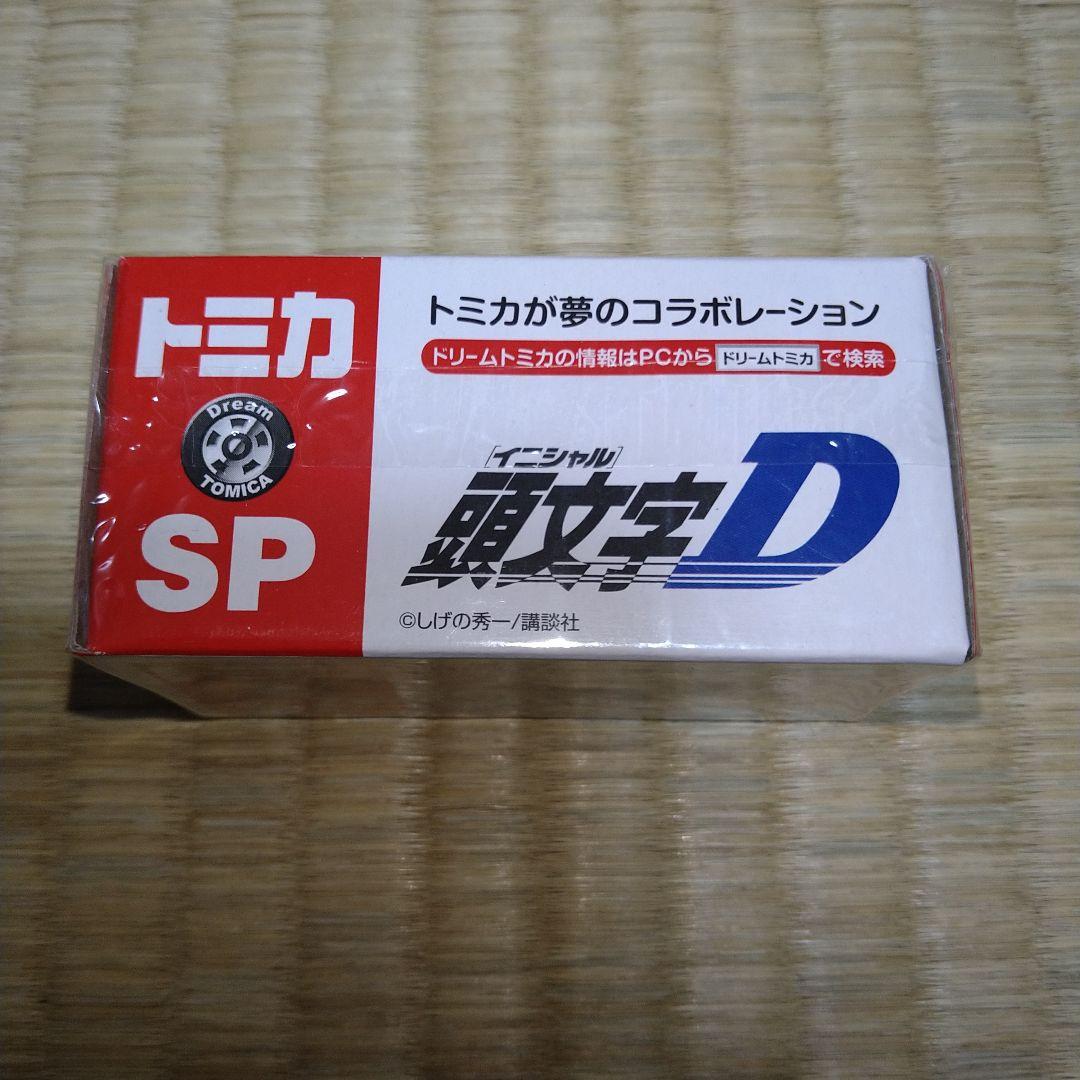 トミカ
Dream
TOMICA
SP
トミカが夢のコラボレーション
ドリームトミカの情報はPCから ドリームトミカ で検索
[イニシャル]
頭文字D
©しげの秀一/講談社